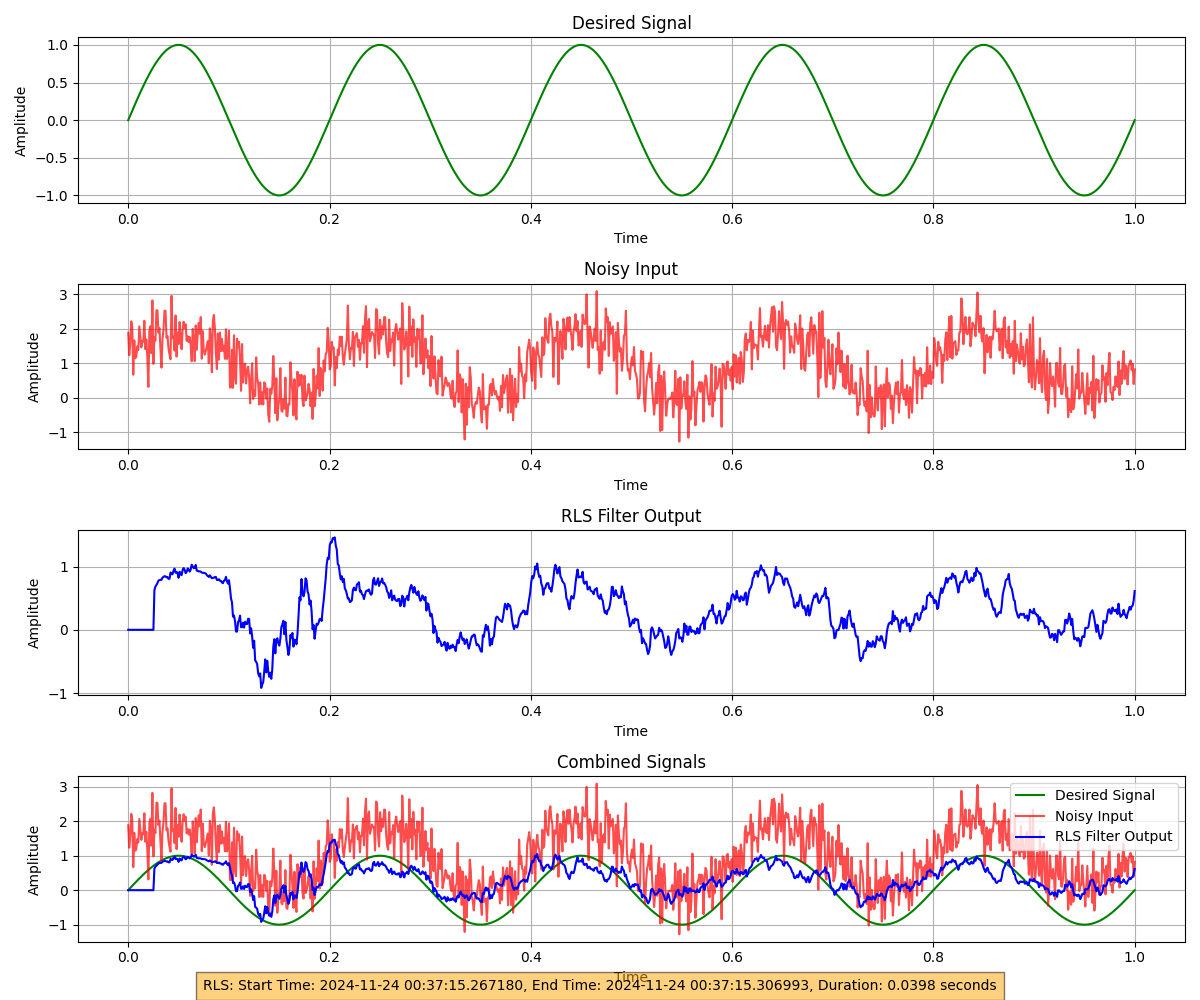 Desired Signal
1.0
0.5
0.0
−0.5
−1.0
Amplitude
0.0 0.2 0.4 0.6 0.8 1.0
Time
Noisy Input
3
2
1
0
−1
Amplitude
0.0 0.2 0.4 0.6 0.8 1.0
Time
RLS Filter Output
1
0
−1
Amplitude
0.0 0.2 0.4 0.6 0.8 1.0
Time
Combined Signals
3
2
1
0
−1
Amplitude
Desired Signal
Noisy Input
RLS Filter Output
0.0 0.2 0.4 0.6 0.8 1.0
Time
RLS: Start Time: 2024-11-24 00:37:15.267180, End Time: 2024-11-24 00:37:15.306993, Duration: 0.0398 seconds